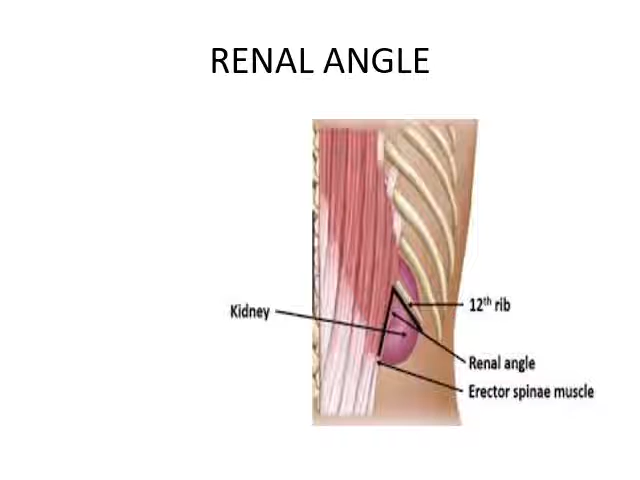 RENAL ANGLE
12th rib
Kidney
Renal angle
Erector spinae muscle